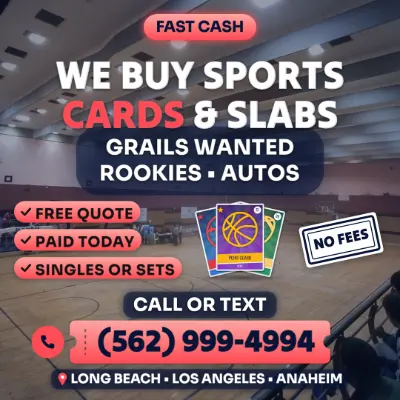 FAST CASH
WE BUY SPORTS
CARDS & SLABS
GRAILS WANTED
ROOKIES • AUTOS
FREE QUOTE
PAID TODAY
SINGLES OR SETS
NO FEES
CALL OR TEXT
(562) 999-4994
LONG BEACH • LOS ANGELES • ANAHEIM